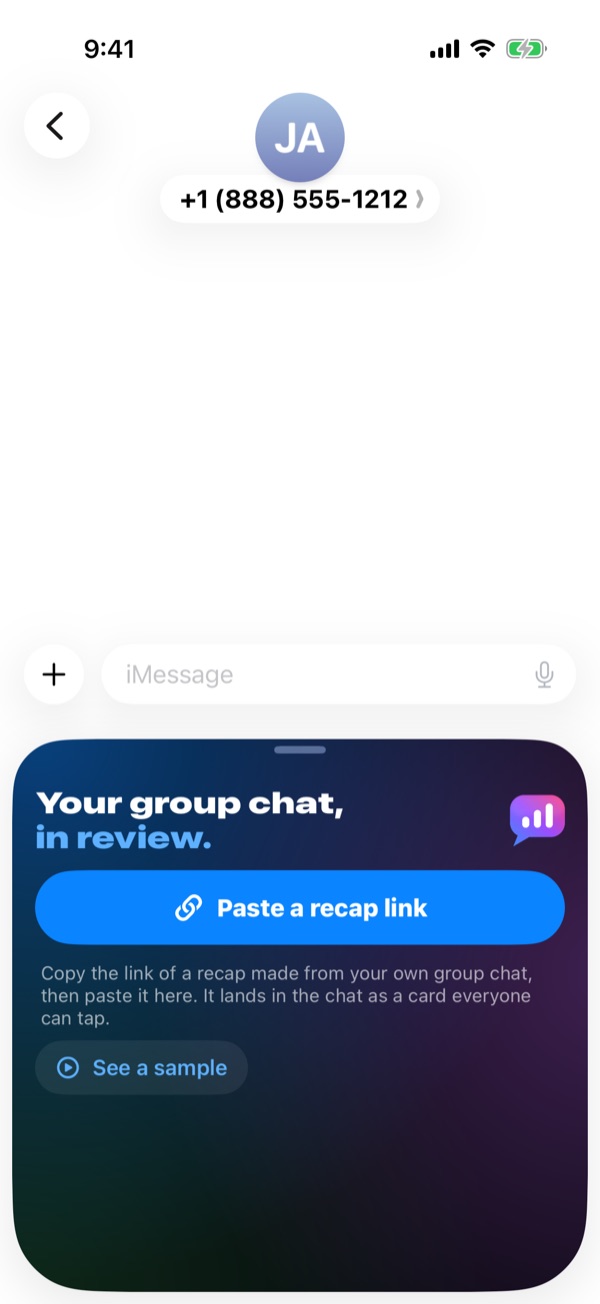 9:41
JA
+1 (888) 555-1212
iMessage
Your group chat,
in review.
Paste a recap link
Copy the link of a recap made from your own group chat,
then paste it here. It lands in the chat as a card everyone
can tap.
See a sample